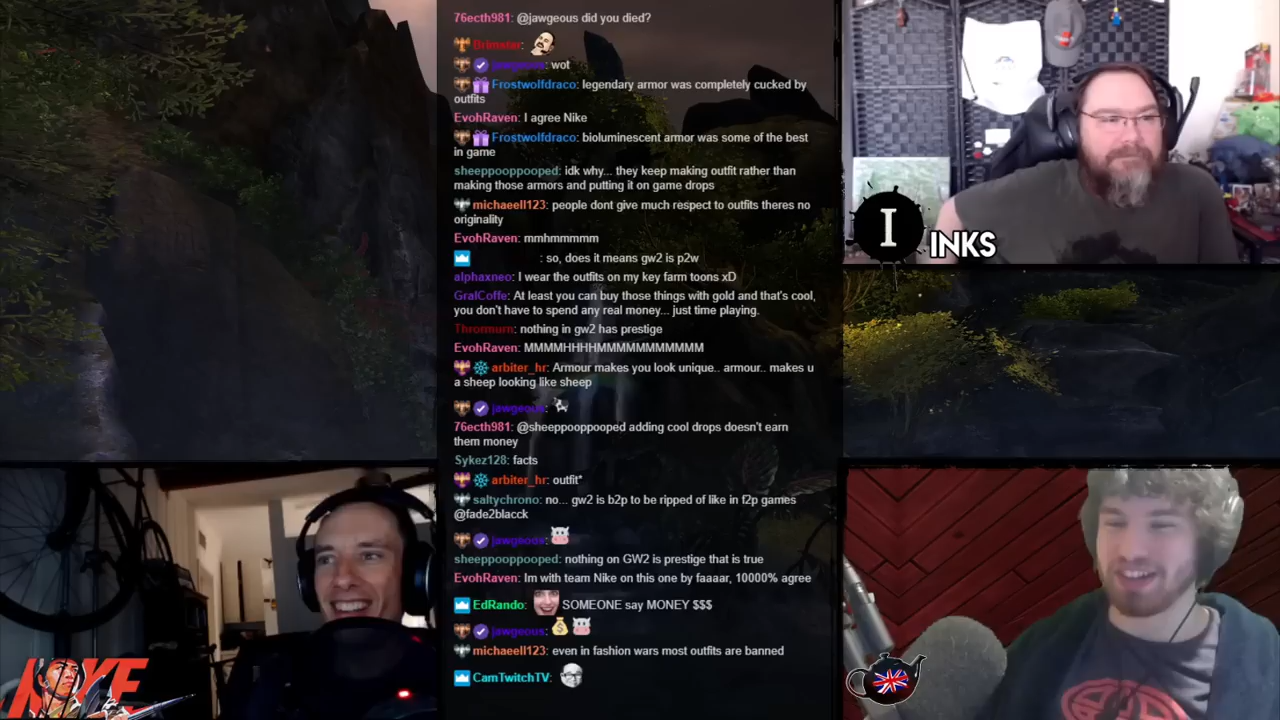 76ecth981: @jawgeous did you died?
Brimstar:
jawgeous: wot
Frostwolfdraco: legendary armor was completely cucked by
outfits
EvohRaven: I agree Nike
Frostwolfdraco: bioluminescent armor was some of the best
in game
sheeppooppooped: idk why... they keep making outfit rather than
making those armors and putting it on game drops
michaeell123: people dont give much respect to outfits theres no
originality
EvohRaven: mmhmmmmm
: so, does it means gw2 is p2w
alphaxneo: I wear the outfits on my key farm toons xD
GralCoffe: At least you can buy those things with gold and that's cool,
you don't have to spend any real money... just time playing.
Thrormurn: nothing in gw2 has prestige
EvohRaven: MMMMHHHHMMMMMMMMMMM
arbiter_hr: Armour makes you look unique.. armour.. makes u
a sheep looking like sheep
jawgeous:
76ecth981: @sheeppooppooped adding cool drops doesn't earn
them money
Sykez128: facts
arbiter_hr: outfit*
saltychrono: no... gw2 is b2p to be ripped of like in f2p games
@fade2blacck
jawgeous:
sheeppooppooped: nothing on GW2 is prestige that is true
EvohRaven: Im with team Nike on this one by faaaar, 10000% agree
EdRando: SOMEONE say MONEY $$$
jawgeous:
michaeell123: even in fashion wars most outfits are banned
CamTwitchTV:
I INKS
NIKE